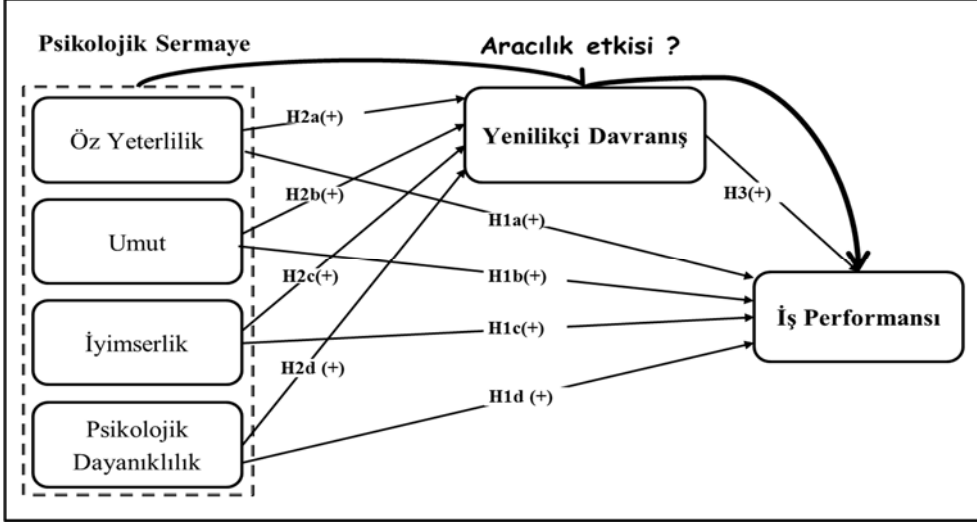 Psikolojik Sermaye
Aracılık etkisi ?
Öz Yeterlilik
H2a(+)
Yenilikçi Davranış
H2b(+)
H3(+)
Umut
H1a(+)
H2c(+)
H1b(+)
İyimserlik
H1c(+)
İş Performansı
H2d (+)
H1d (+)
Psikolojik
Dayanıklılık